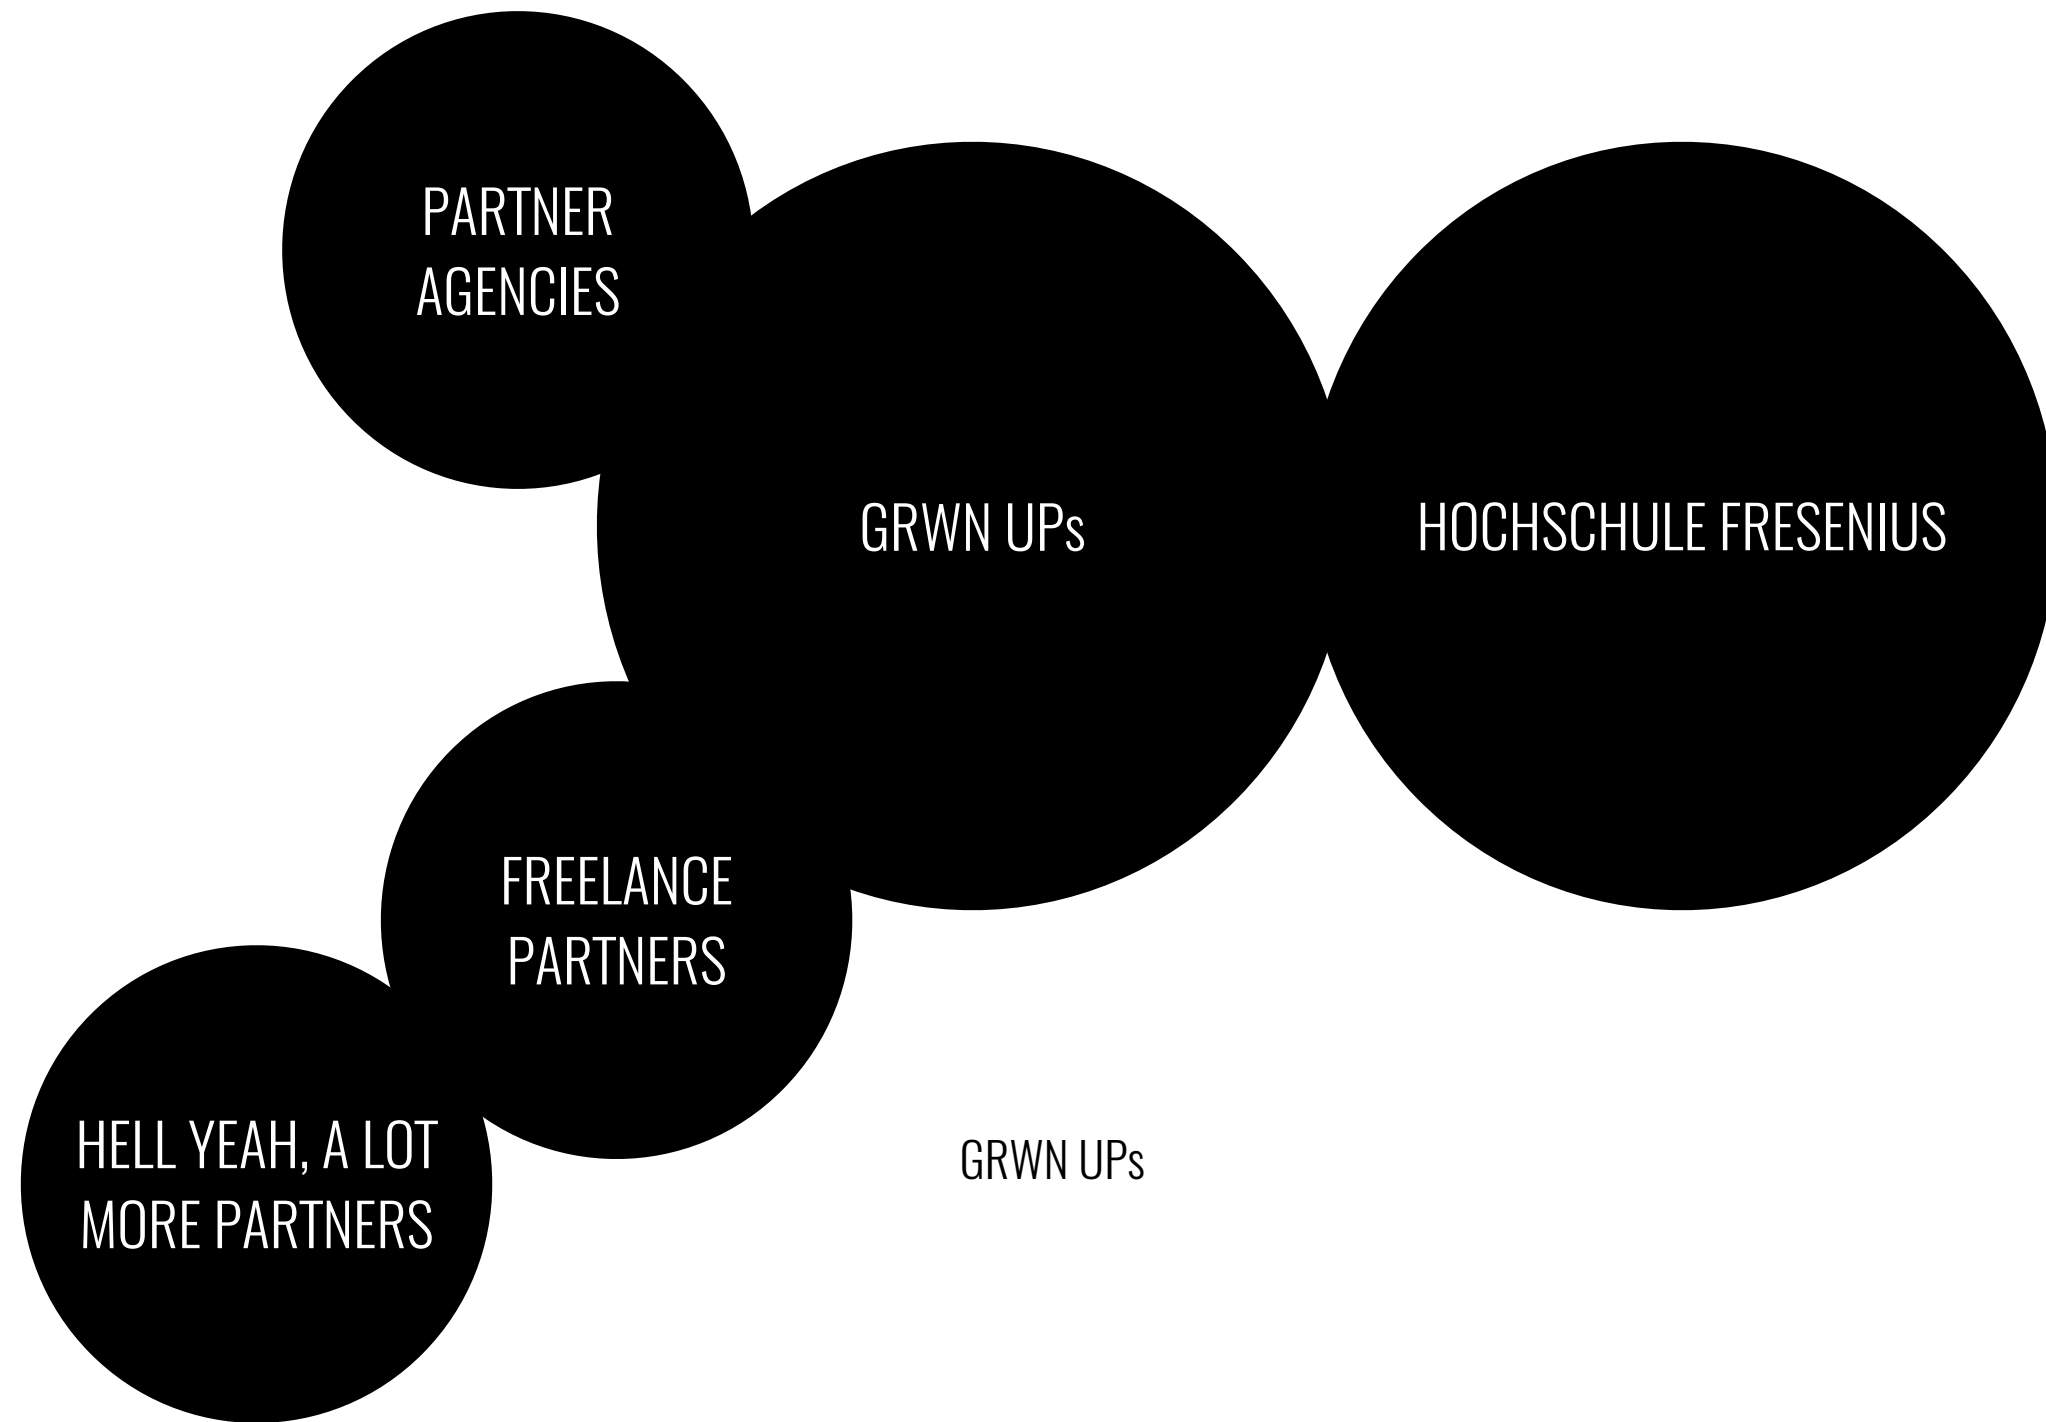 PARTNER
AGENCIES
GRWN UPs
HOCHSCHULE FRESENIUS
FREELANCE
PARTNERS
HELL YEAH, A LOT
MORE PARTNERS
GRWN UPs